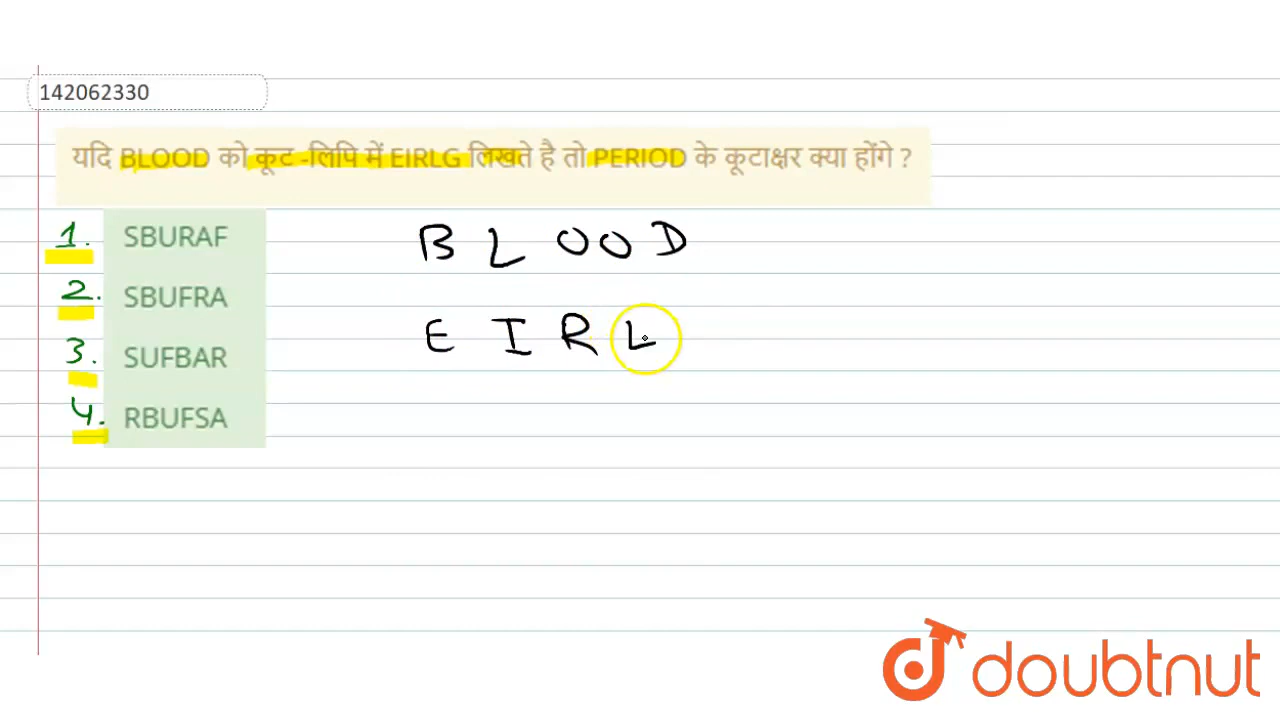 142062330
यदि BLOOD को कूट -लिपि में EIRLG लिखते है तो PERIOD के कूटाक्षर क्या होंगे ?
1. SBURAF
2. SBUFRA
3. SUFBAR
4. RBUFSA
B L O O D
E I R L
doubtnut